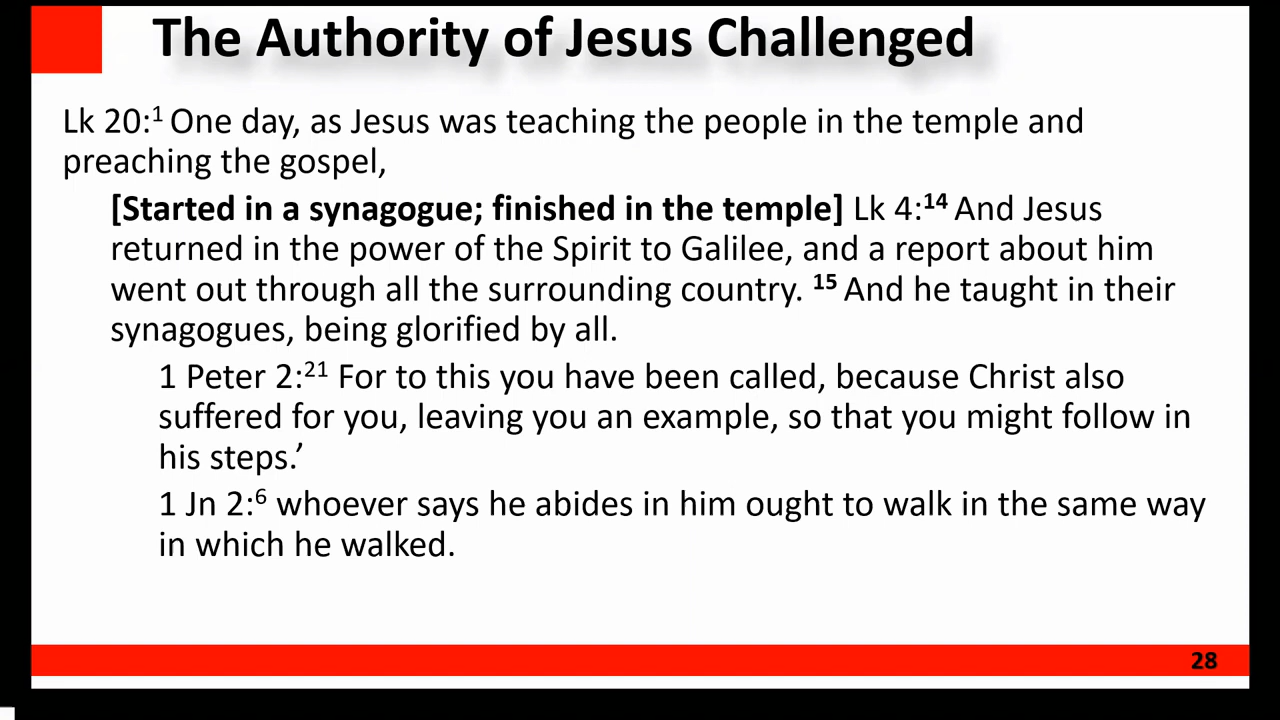 The Authority of Jesus Challenged
Lk 20:¹ One day, as Jesus was teaching the people in the temple and
preaching the gospel,
[Started in a synagogue; finished in the temple] Lk 4:¹⁴ And Jesus
returned in the power of the Spirit to Galilee, and a report about him
went out through all the surrounding country. ¹⁵ And he taught in their
synagogues, being glorified by all.
1 Peter 2:²¹ For to this you have been called, because Christ also
suffered for you, leaving you an example, so that you might follow in
his steps.’
1 Jn 2:⁶ whoever says he abides in him ought to walk in the same way
in which he walked.
28